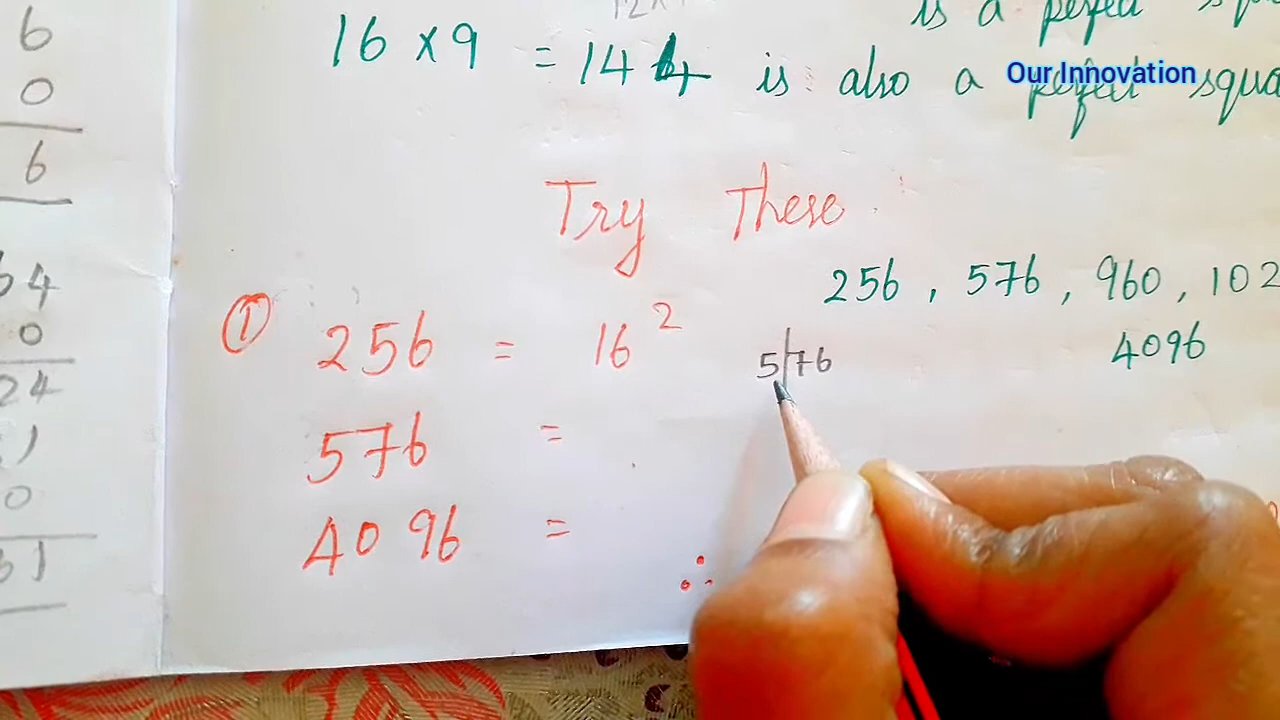 6
0
6
64
0
24
0
is a perfect squ
16 × 9 = 144 is also a perfect squa
Our Innovation
Try These
256 , 576 , 960 , 102
4096
① 256 = 16²
5|76
576 =
4096 =
∴